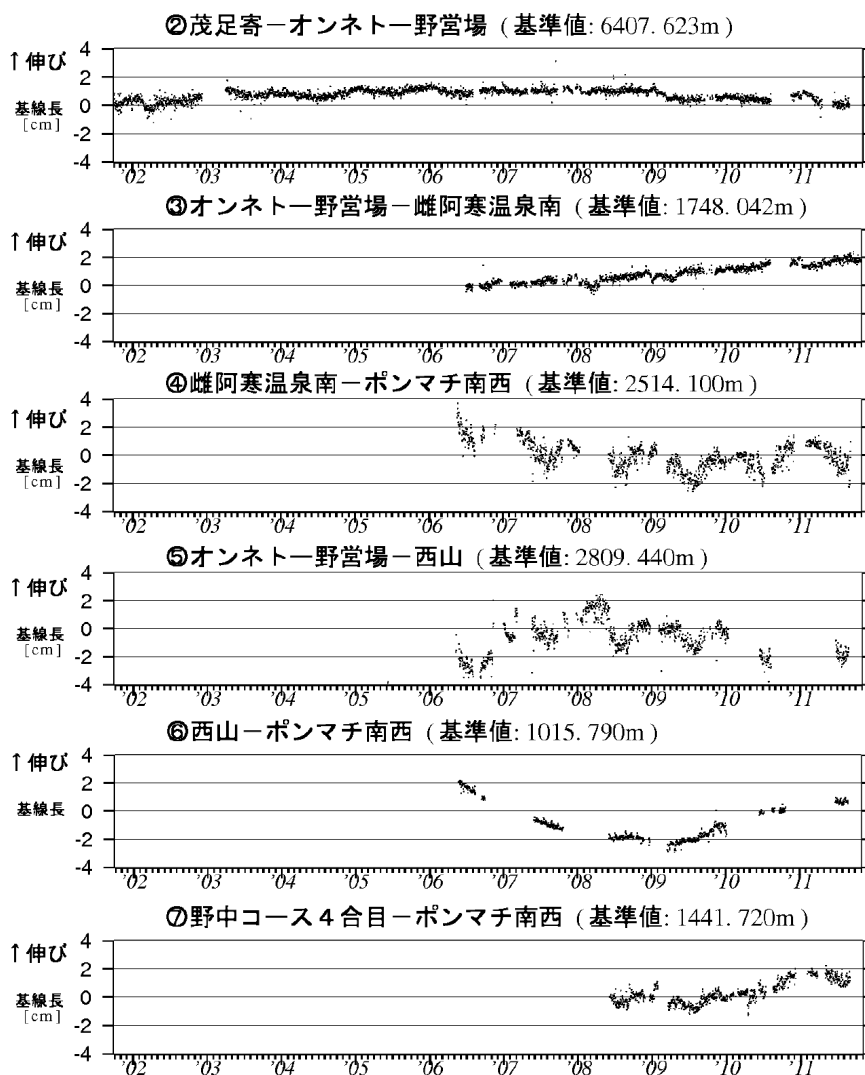 ②茂足寄－オンネトー野営場 ( 基準値: 6407. 623m )
↑伸び
基線長
[cm]
4
2
0
-2
-4
'02 '03 '04 '05 '06 '07 '08 '09 '10 '11
③オンネトー野営場－雌阿寒温泉南 ( 基準値: 1748. 042m )
↑伸び
基線長
[cm]
4
2
0
-2
-4
'02 '03 '04 '05 '06 '07 '08 '09 '10 '11
④雌阿寒温泉南－ポンマチ南西 ( 基準値: 2514. 100m )
↑伸び
基線長
[cm]
4
2
0
-2
-4
'02 '03 '04 '05 '06 '07 '08 '09 '10 '11
⑤オンネトー野営場－西山 ( 基準値: 2809. 440m )
↑伸び
基線長
[cm]
4
2
0
-2
-4
'02 '03 '04 '05 '06 '07 '08 '09 '10 '11
⑥西山－ポンマチ南西 ( 基準値: 1015. 790m )
↑伸び
基線長
4
2
0
-2
-4
'02 '03 '04 '05 '06 '07 '08 '09 '10 '11
⑦野中コース４合目－ポンマチ南西 ( 基準値: 1441. 720m )
↑伸び
基線長
[cm]
4
2
0
-2
-4
'02 '03 '04 '05 '06 '07 '08 '09 '10 '11